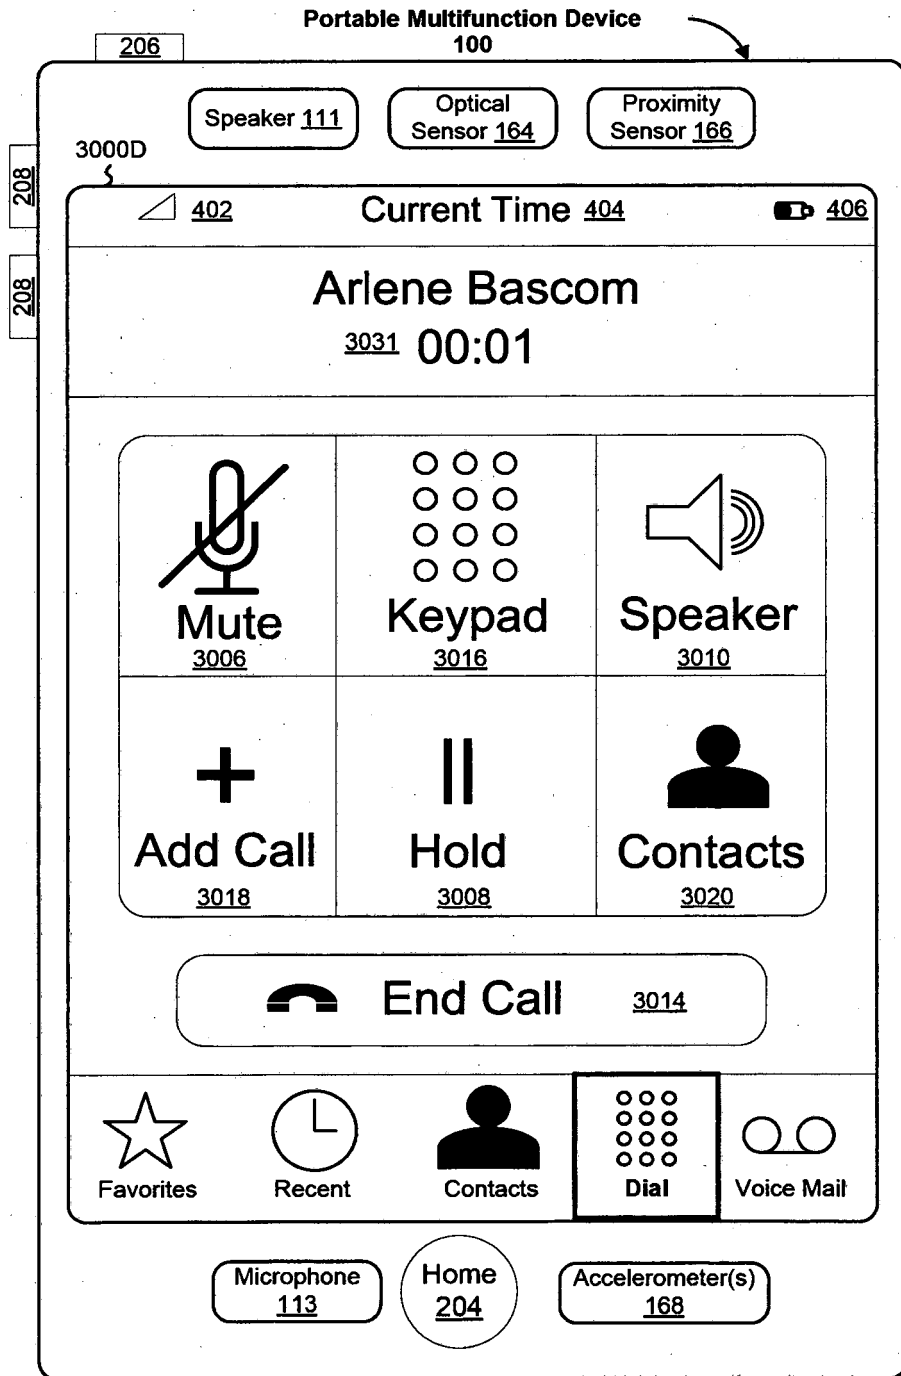 Portable Multifunction Device
100
206
Speaker 111
Optical
Sensor 164
Proximity
Sensor 166
3000D
208
208
402
Current Time 404
406
Arlene Bascom
3031 00:01
Mute
3006
Keypad
3016
Speaker
3010
Add Call
3018
Hold
3008
Contacts
3020
End Call 3014
Favorites
Recent
Contacts
Dial
Voice Mail
Microphone
113
Home
204
Accelerometer(s)
168